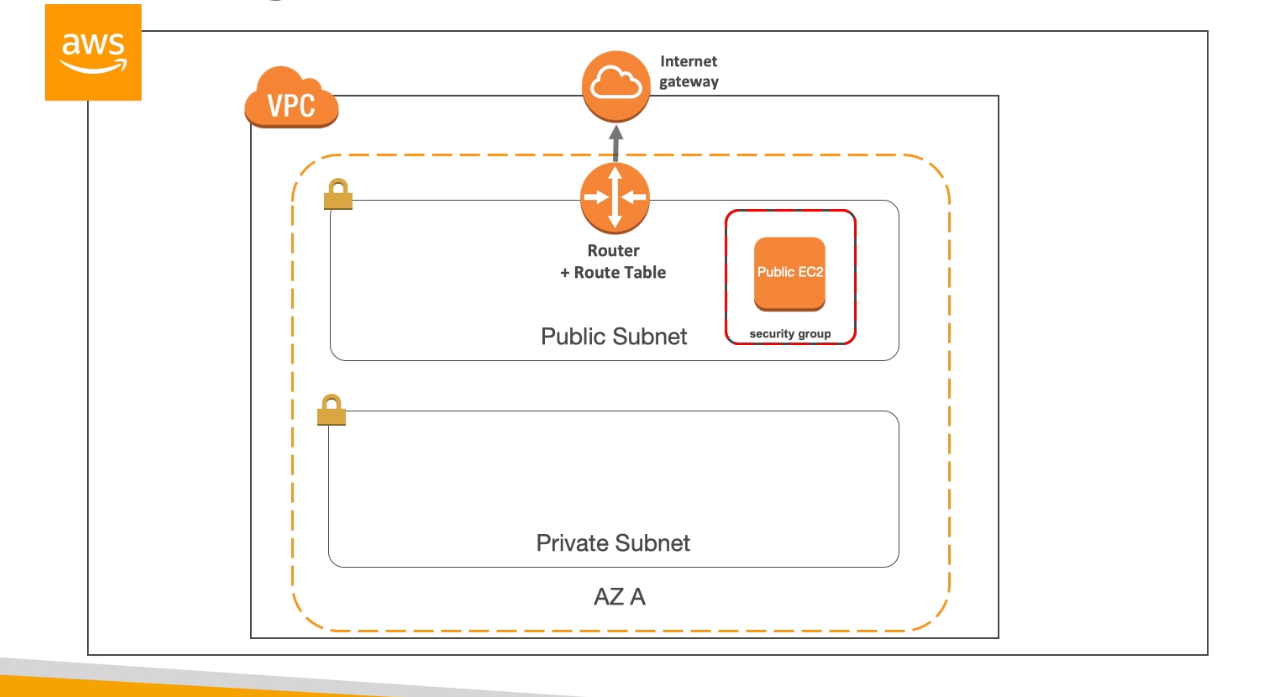 aws
Internet
gateway
VPC
Router
+ Route Table
Public EC2
Public Subnet
security group
Private Subnet
AZ A